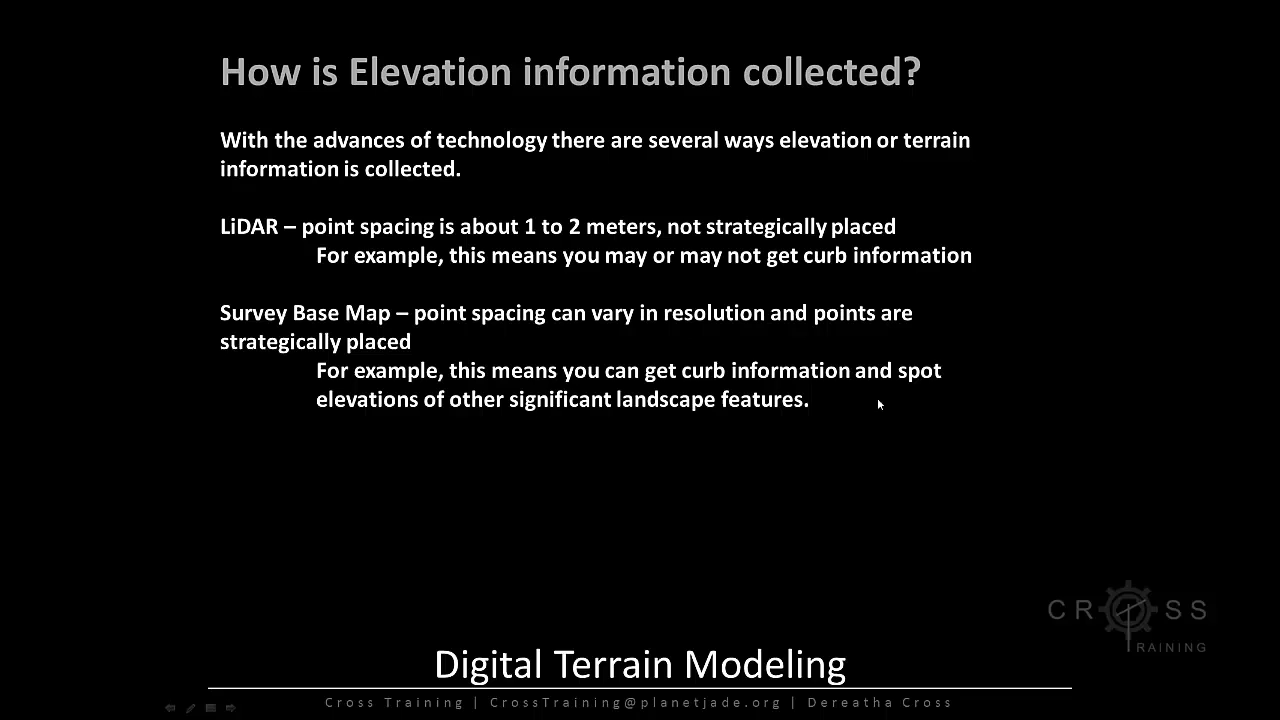 How is Elevation information collected?
With the advances of technology there are several ways elevation or terrain
information is collected.
LiDAR – point spacing is about 1 to 2 meters, not strategically placed
For example, this means you may or may not get curb information
Survey Base Map – point spacing can vary in resolution and points are
strategically placed
For example, this means you can get curb information and spot
elevations of other significant landscape features.
CROSS
TRAINING
Digital Terrain Modeling
Cross Training | CrossTraining@planetjade.org | Dereatha Cross